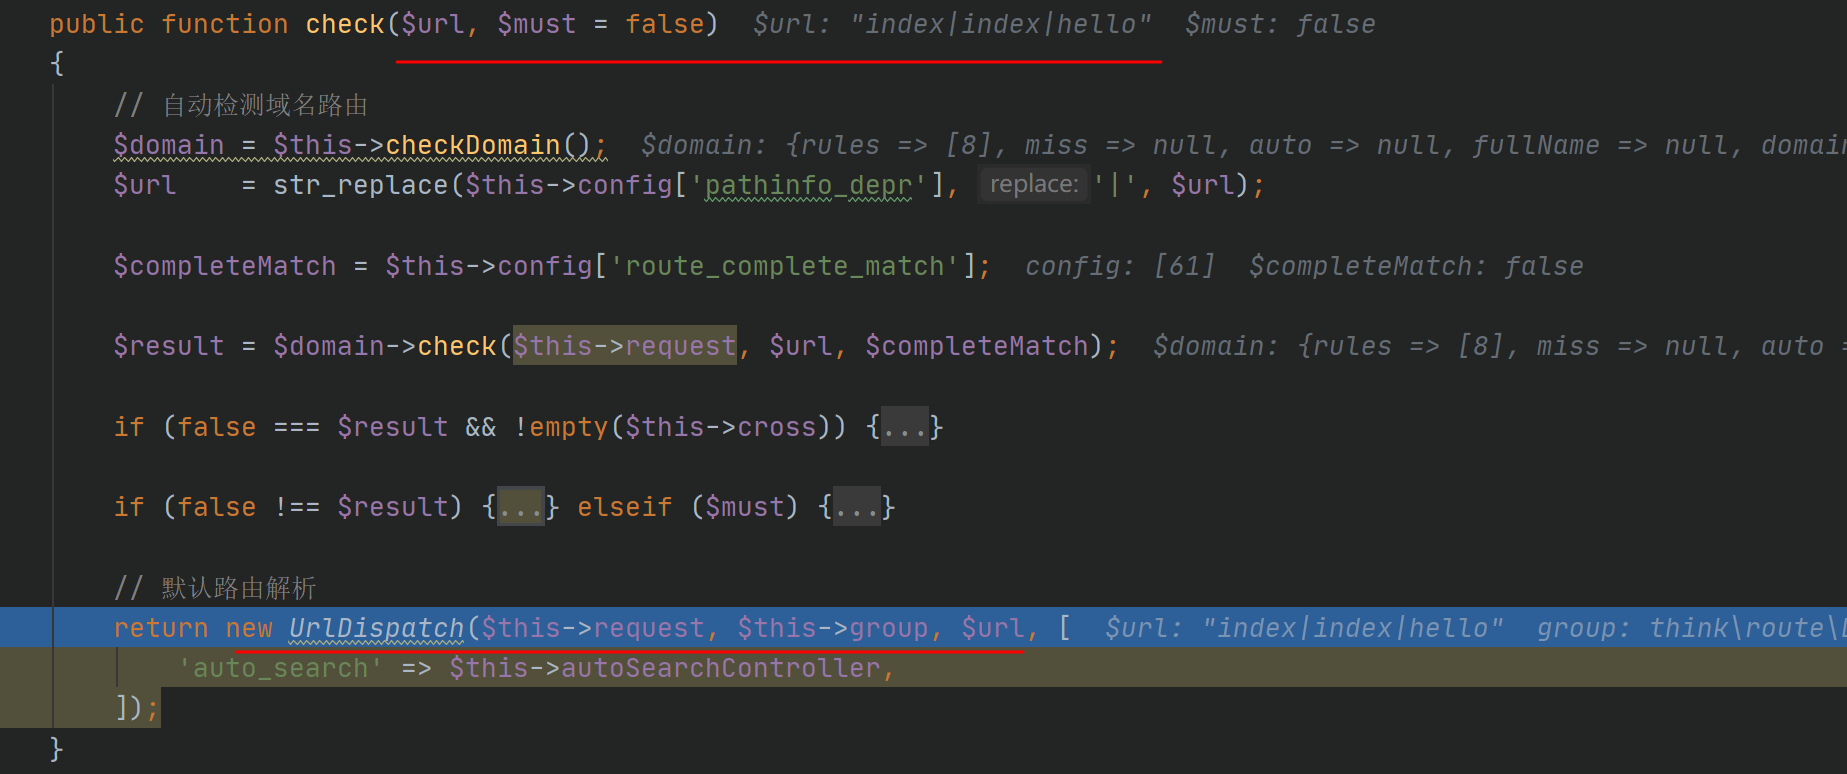 public function check($url, $must = false)  $url: "index|index|hello"  $must: false
{
// 自动检测域名路由
$domain = $this->checkDomain();  $domain: {rules => [8], miss => null, auto => null, fullName => null, domain
$url    = str_replace($this->config['pathinfo_depr'], replace: '|', $url);
$completeMatch = $this->config['route_complete_match'];  config: [61]  $completeMatch: false
$result = $domain->check($this->request, $url, $completeMatch);  $domain: {rules => [8], miss => null, auto =
if (false === $result && !empty($this->cross)) {...}
if (false !== $result) {...} elseif ($must) {...}
// 默认路由解析
return new UrlDispatch($this->request, $this->group, $url, [  $url: "index|index|hello"  group: think\route\
'auto_search' => $this->autoSearchController,
]);
}